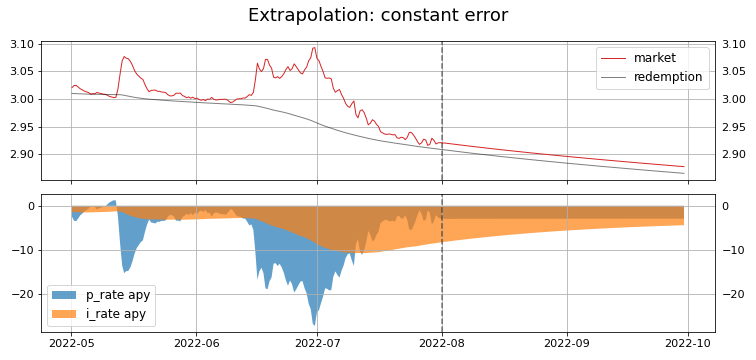 Extrapolation: constant error
3.10 3.10
market
3.05 3.05
redemption
3.00 3.00
2.95 2.95
2.90 2.90
0 0
−10 −10
−20 −20
p_rate apy
i_rate apy
2022-05 2022-06 2022-07 2022-08 2022-09 2022-10